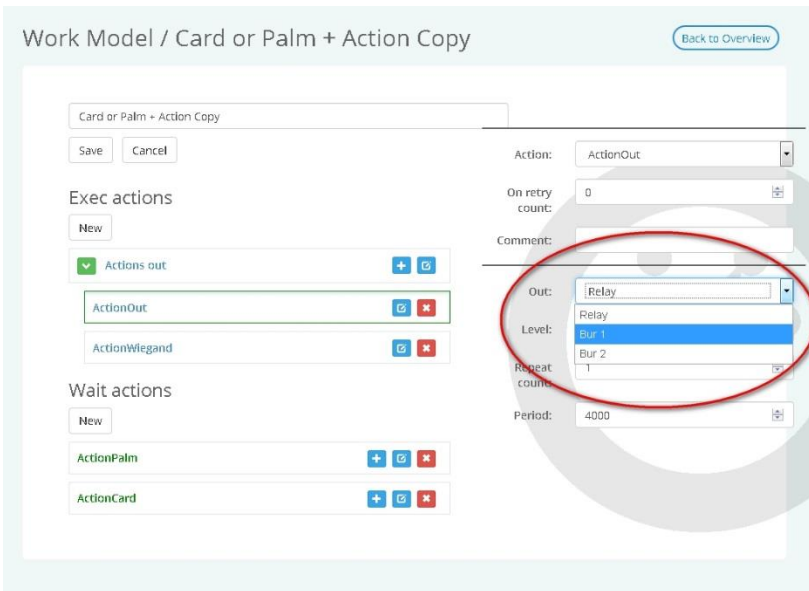 Work Model / Card or Palm + Action Copy
Back to Overview
Card or Palm + Action Copy
Save
Cancel
Exec actions
New
Actions out
ActionOut
ActionWiegand
Wait actions
New
ActionPalm
ActionCard
Action:
ActionOut
On retry
count:
0
Comment:
Out:
Relay
Relay
Level:
Bur 1
Bur 2
Repeat
count:
1
Period:
4000